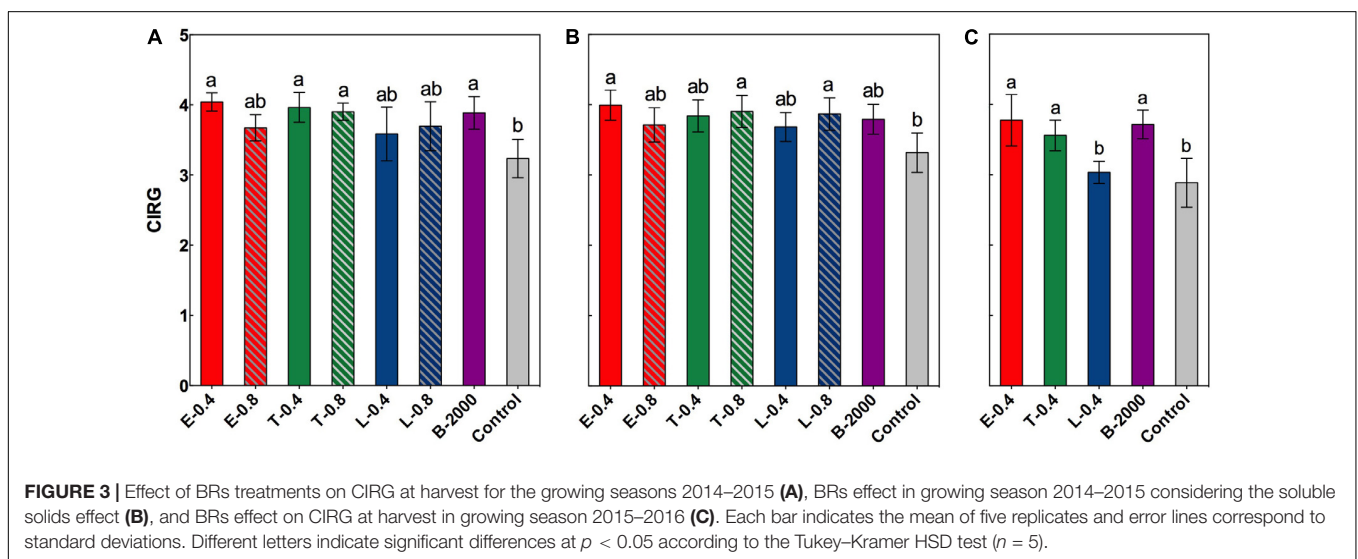 A
B
C
5
4
3
2
1
0
CIRG
a ab a a ab ab a b
a ab ab a ab a ab b
a a b a b
E-0.4 E-0.8 T-0.4 T-0.8 L-0.4 L-0.8 B-2000 Control
E-0.4 E-0.8 T-0.4 T-0.8 L-0.4 L-0.8 B-2000 Control
E-0.4 T-0.4 L-0.4 B-2000 Control
FIGURE 3 | Effect of BRs treatments on CIRG at harvest for the growing seasons 2014–2015 (A), BRs effect in growing season 2014–2015 considering the soluble
solids effect (B), and BRs effect on CIRG at harvest in growing season 2015–2016 (C). Each bar indicates the mean of five replicates and error lines correspond to
standard deviations. Different letters indicate significant differences at p < 0.05 according to the Tukey–Kramer HSD test (n = 5).